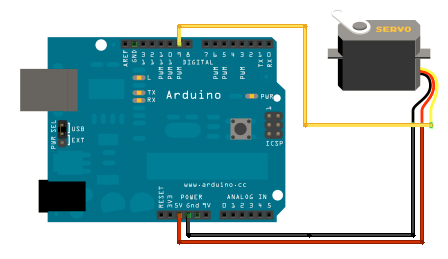 SERVO
AREF
GND
13
12
11
10
9
8
7
6
5
4
3
2
TX 1
RX 0
PWM
PWM
PWM
PWM
PWM
PWM
DIGITAL
L
TX
RX
Arduino
PWR
1
ICSP
PWR SEL
USB
EXT
www.arduino.cc
POWER
ANALOG IN
RESET
3V3
5V
Gnd
9V
0
1
2
3
4
5